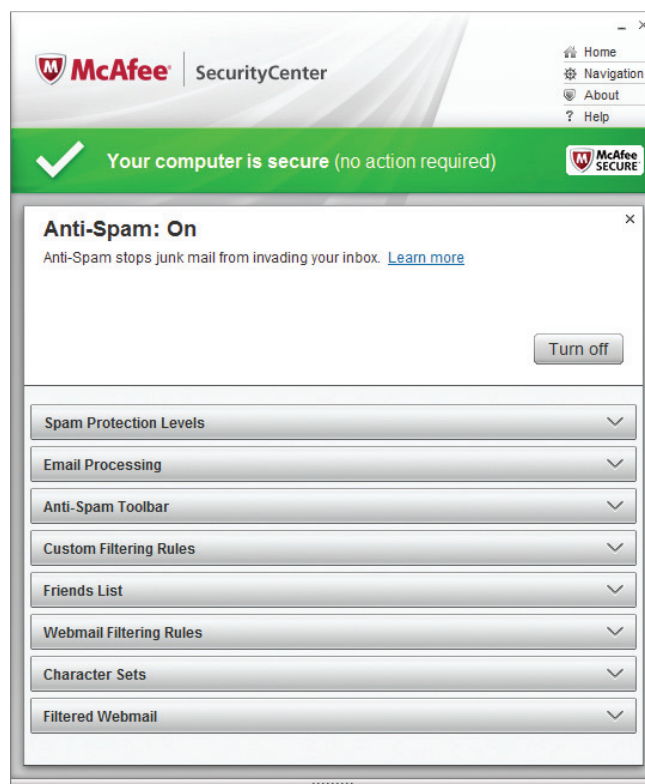 McAfee SecurityCenter
Home
Navigation
About
? Help
Your computer is secure (no action required)
McAfee
SECURE
Anti-Spam: On
Anti-Spam stops junk mail from invading your inbox. Learn more
Turn off
Spam Protection Levels
Email Processing
Anti-Spam Toolbar
Custom Filtering Rules
Friends List
Webmail Filtering Rules
Character Sets
Filtered Webmail